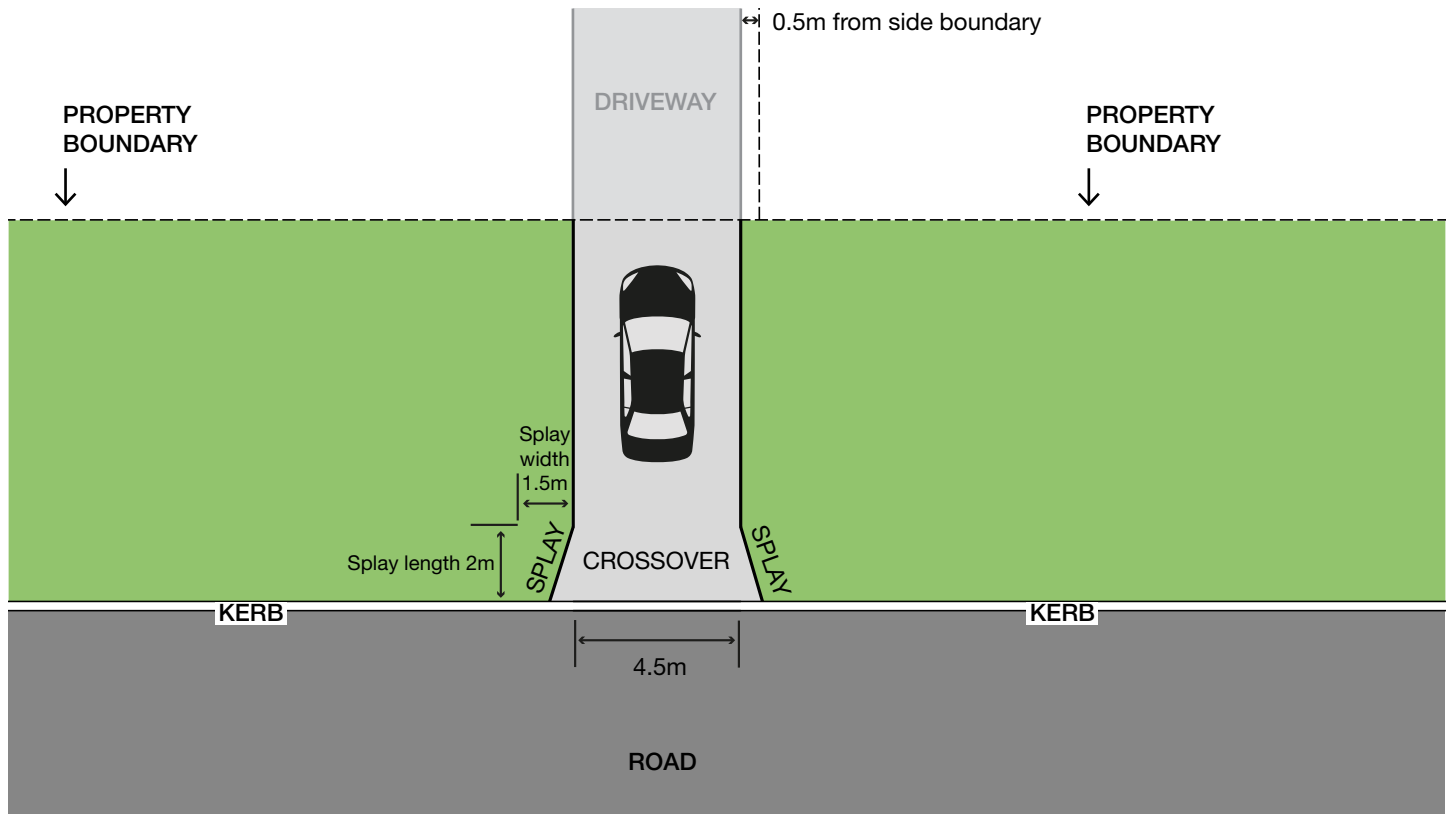 0.5m from side boundary
DRIVEWAY
PROPERTY
BOUNDARY
PROPERTY
BOUNDARY
Splay
width
1.5m
Splay length 2m
SPLAY
CROSSOVER
SPLAY
KERB
KERB
4.5m
ROAD